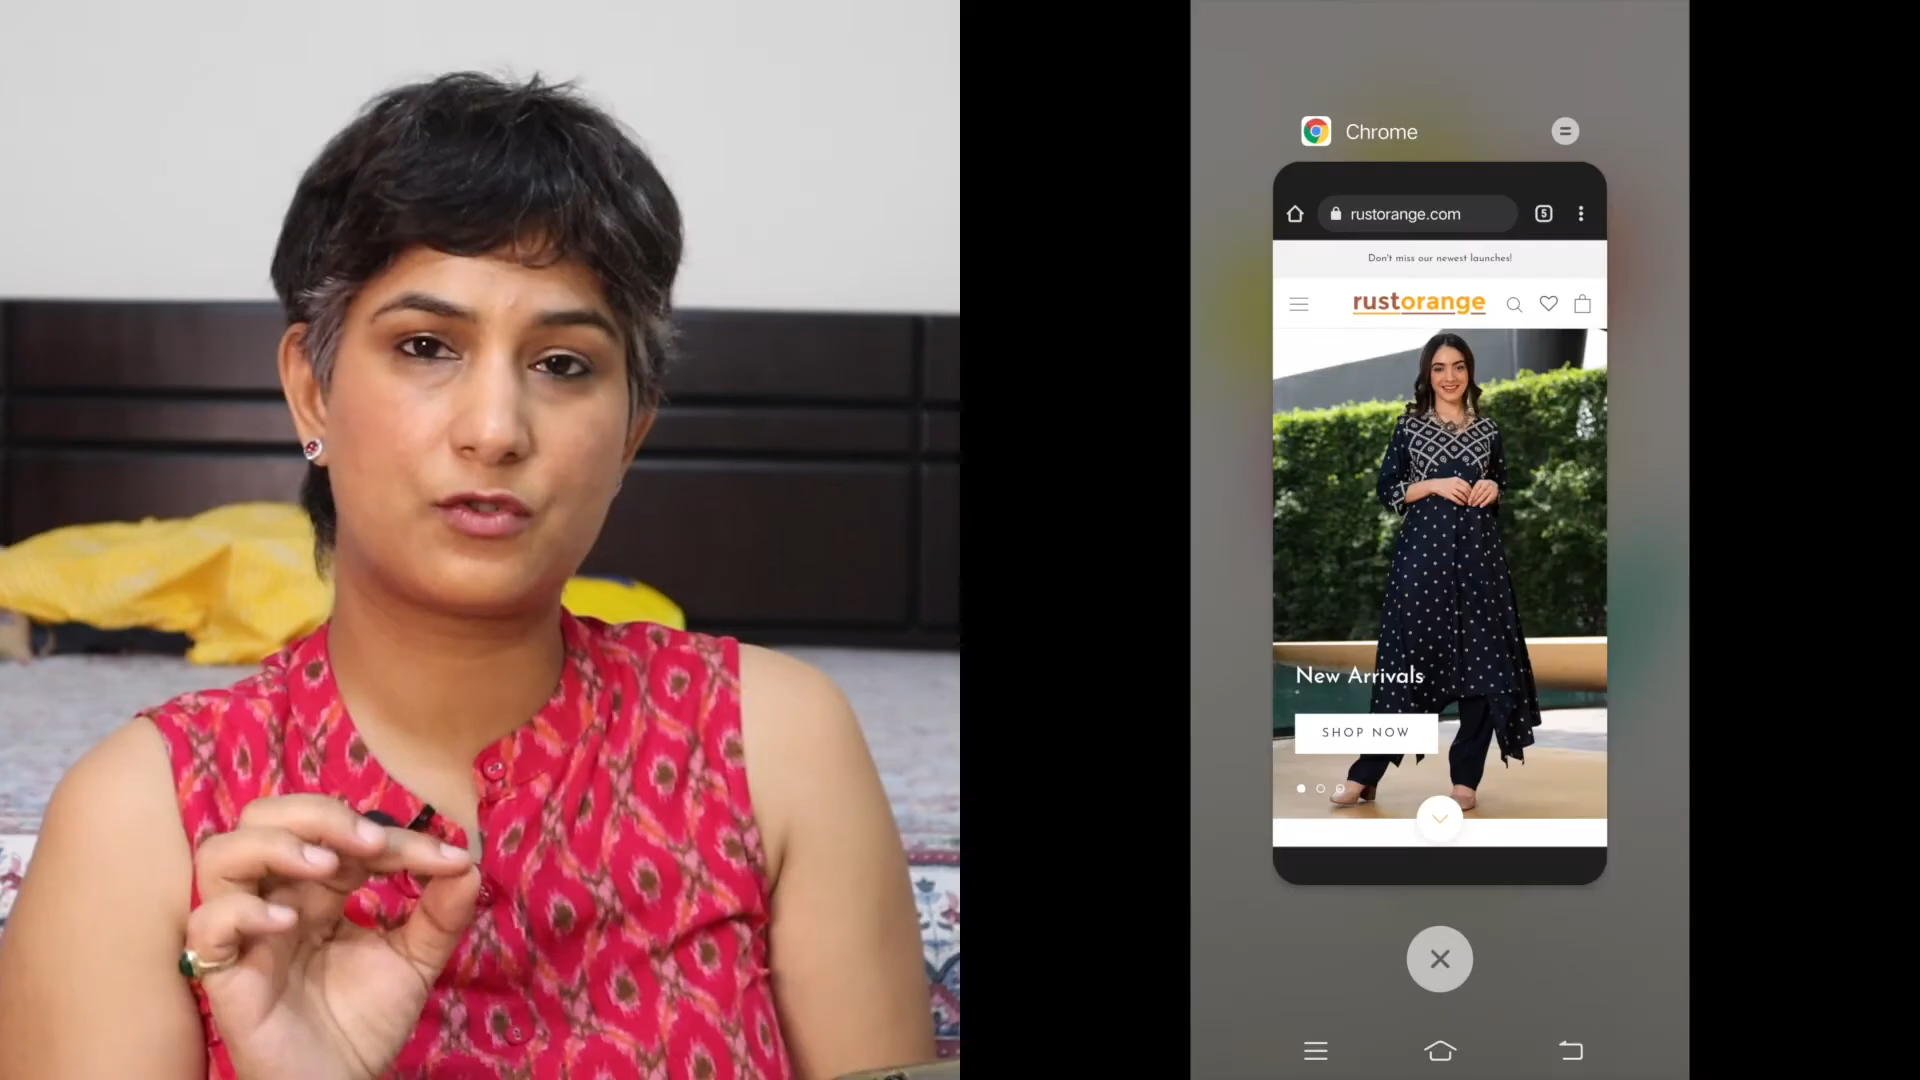 Chrome
rustorange.com
5
Don't miss our newest launches!
rustorange
New Arrivals
SHOP NOW